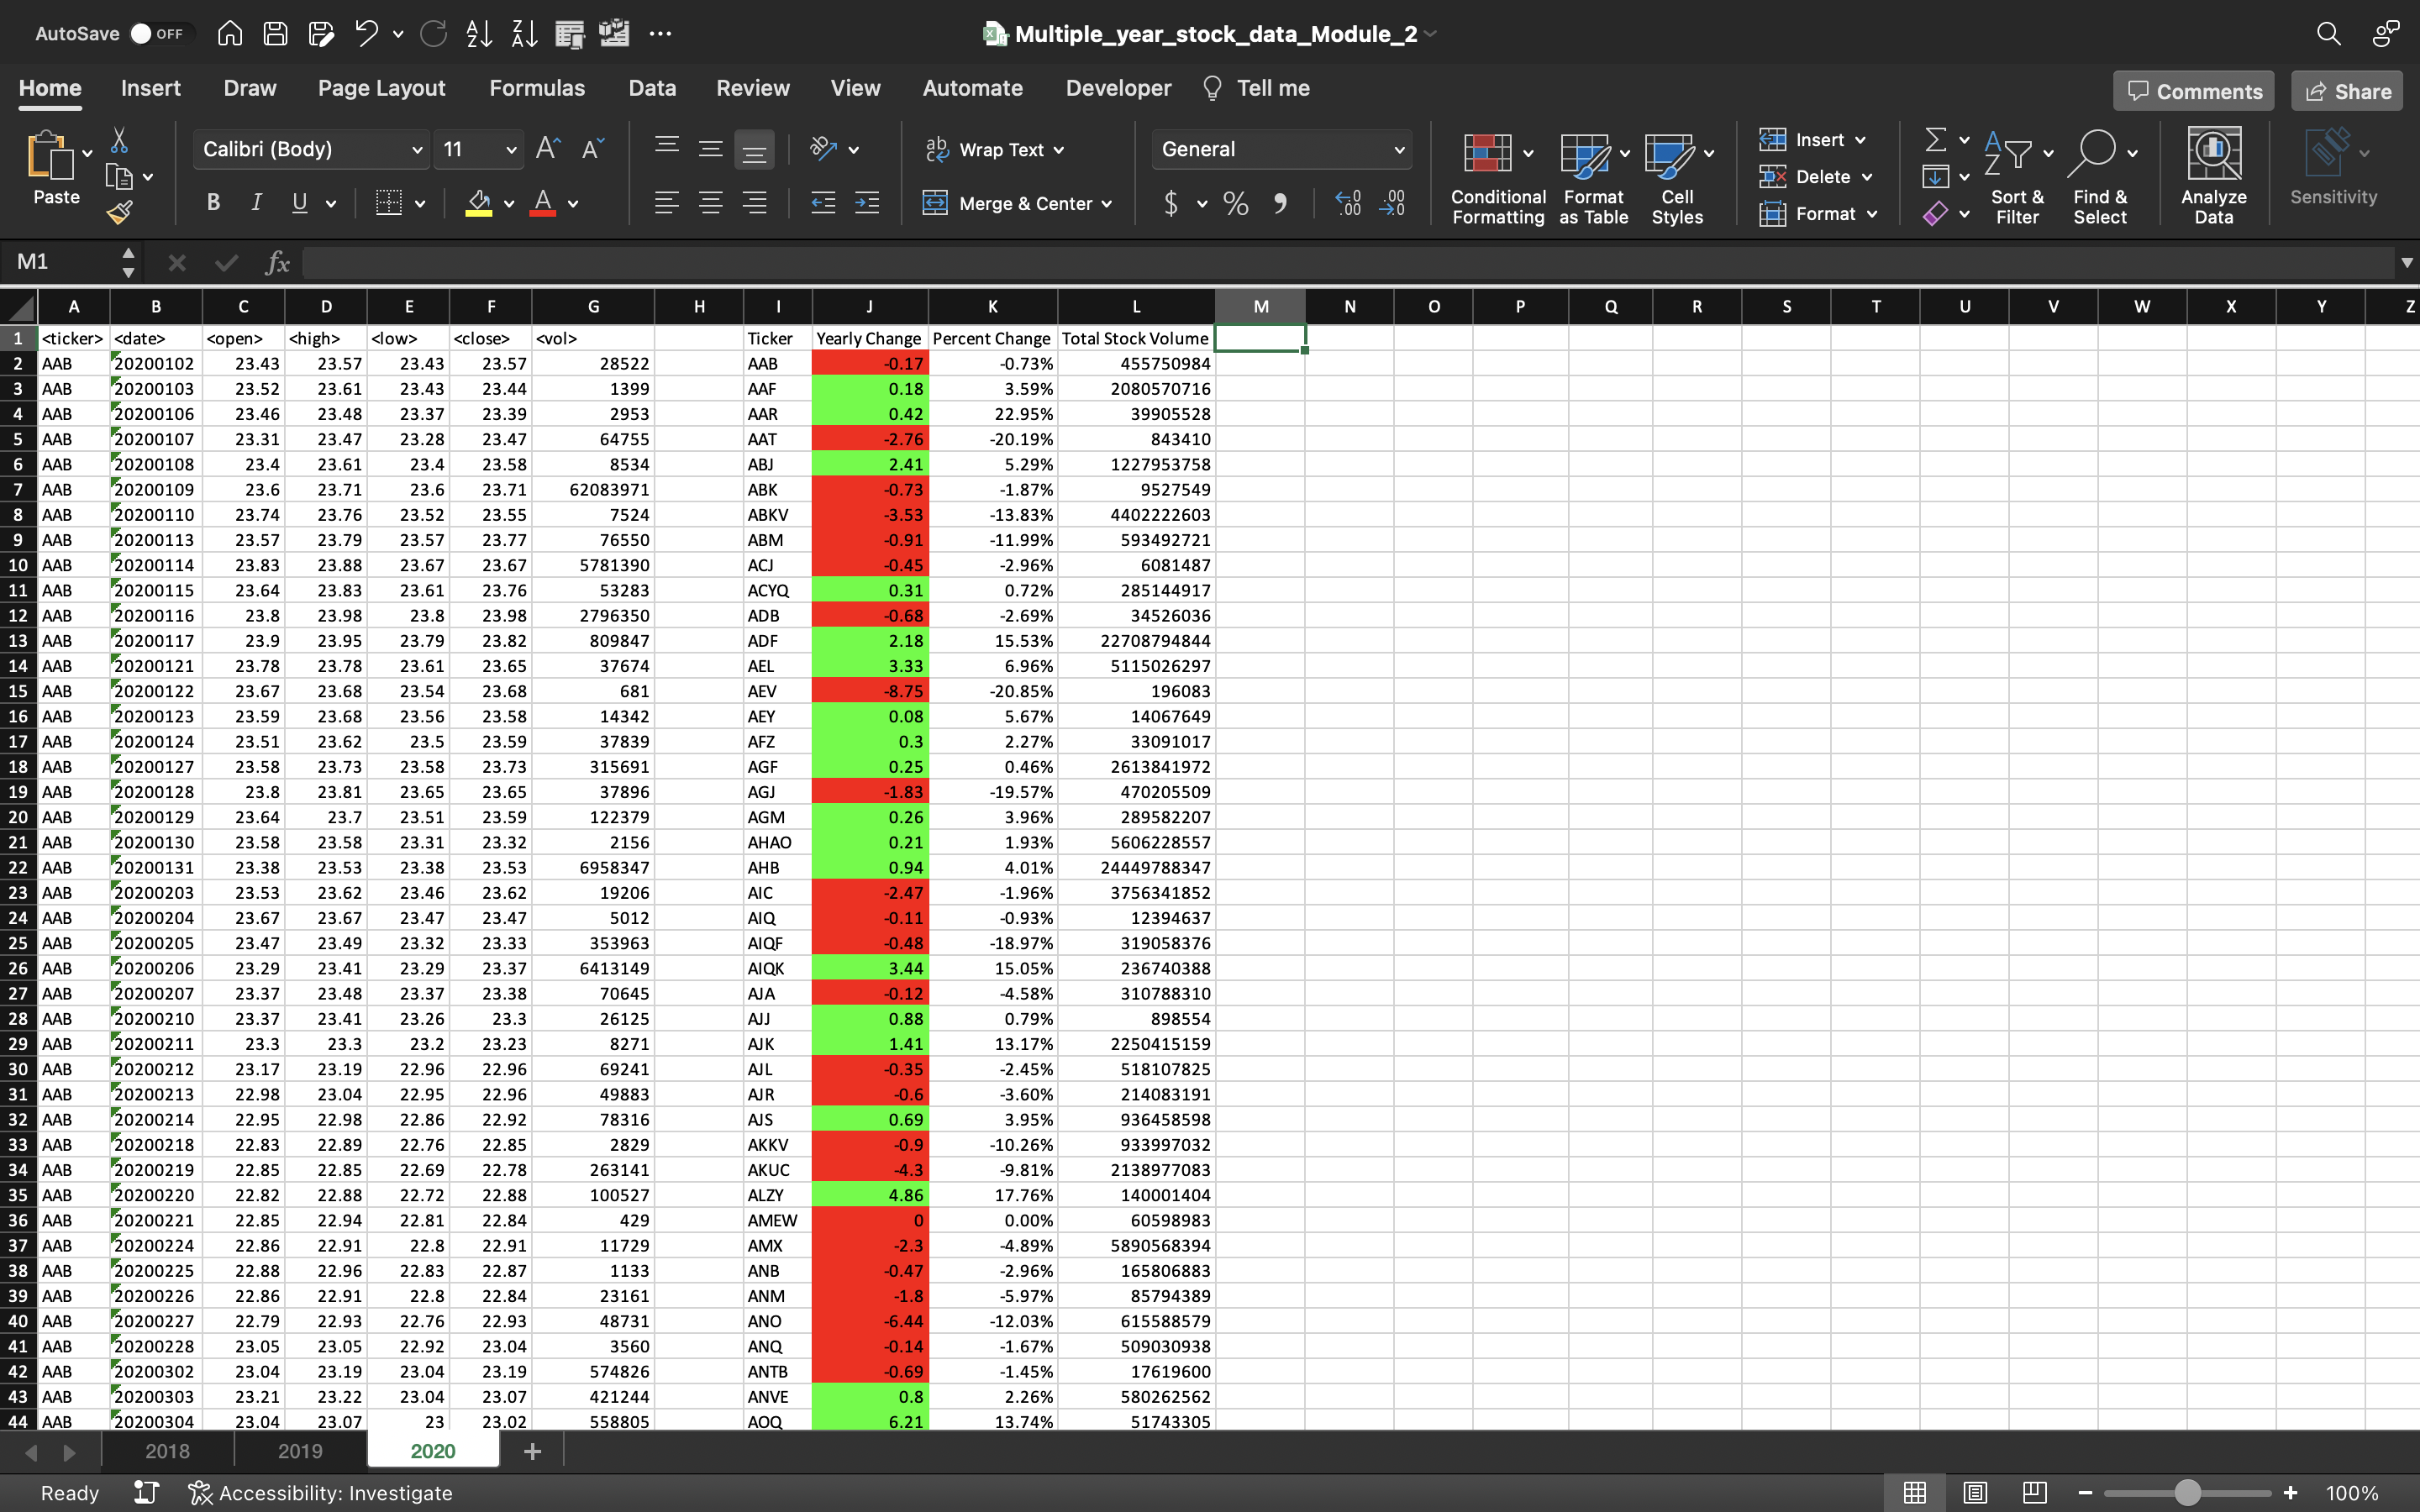 AutoSave OFF Multiple_year_stock_data_Module_2
Home Insert Draw Page Layout Formulas Data Review View Automate Developer Tell me Comments Share
Paste Calibri (Body) 11 Wrap Text General Conditional Formatting Format as Table Cell Styles Insert Delete Format Sort & Filter Find & Select Analyze Data Sensitivity
B I U Merge & Center $ %
M1 fx
A B C D E F G H I J K L M N O P Q R S T U V W X Y Z
1 <ticker> <date> <open> <high> <low> <close> <vol> Ticker Yearly Change Percent Change Total Stock Volume
2 AAB 20200102 23.43 23.57 23.43 23.57 28522 AAB -0.17 -0.73% 455750984
3 AAB 20200103 23.52 23.61 23.43 23.44 1399 AAF 0.18 3.59% 2080570716
4 AAB 20200106 23.46 23.48 23.37 23.39 2953 AAR 0.42 22.95% 39905528
5 AAB 20200107 23.31 23.47 23.28 23.47 64755 AAT -2.76 -20.19% 843410
6 AAB 20200108 23.4 23.61 23.4 23.58 8534 ABJ 2.41 5.29% 1227953758
7 AAB 20200109 23.6 23.71 23.6 23.71 62083971 ABK -0.73 -1.87% 9527549
8 AAB 20200110 23.74 23.76 23.52 23.55 7524 ABKV -3.53 -13.83% 4402222603
9 AAB 20200113 23.57 23.79 23.57 23.77 76550 ABM -0.91 -11.99% 593492721
10 AAB 20200114 23.83 23.88 23.67 23.67 5781390 ACJ -0.45 -2.96% 6081487
11 AAB 20200115 23.64 23.83 23.61 23.76 53283 ACYQ 0.31 0.72% 285144917
12 AAB 20200116 23.8 23.98 23.8 23.98 2796350 ADB -0.68 -2.69% 34526036
13 AAB 20200117 23.9 23.95 23.79 23.82 809847 ADF 2.18 15.53% 22708794844
14 AAB 20200121 23.78 23.78 23.61 23.65 37674 AEL 3.33 6.96% 5115026297
15 AAB 20200122 23.67 23.68 23.54 23.68 681 AEV -8.75 -20.85% 196083
16 AAB 20200123 23.59 23.68 23.56 23.58 14342 AEY 0.08 5.67% 14067649
17 AAB 20200124 23.51 23.62 23.5 23.59 37839 AFZ 0.3 2.27% 33091017
18 AAB 20200127 23.58 23.73 23.58 23.73 315691 AGF 0.25 0.46% 2613841972
19 AAB 20200128 23.8 23.81 23.65 23.65 37896 AGJ -1.83 -19.57% 470205509
20 AAB 20200129 23.64 23.7 23.51 23.59 122379 AGM 0.26 3.96% 289582207
21 AAB 20200130 23.58 23.58 23.31 23.32 2156 AHAO 0.21 1.93% 5606228557
22 AAB 20200131 23.38 23.53 23.38 23.53 6958347 AHB 0.94 4.01% 24449788347
23 AAB 20200203 23.53 23.62 23.46 23.62 19206 AIC -2.47 -1.96% 3756341852
24 AAB 20200204 23.67 23.67 23.47 23.47 5012 AIQ -0.11 -0.93% 12394637
25 AAB 20200205 23.47 23.49 23.32 23.33 353963 AIQF -0.48 -18.97% 319058376
26 AAB 20200206 23.29 23.41 23.29 23.37 6413149 AIQK 3.44 15.05% 236740388
27 AAB 20200207 23.37 23.48 23.37 23.38 70645 AJA -0.12 -4.58% 310788310
28 AAB 20200210 23.37 23.41 23.26 23.3 26125 AJJ 0.88 0.79% 898554
29 AAB 20200211 23.3 23.3 23.2 23.23 8271 AJK 1.41 13.17% 2250415159
30 AAB 20200212 23.17 23.19 22.96 22.96 69241 AJL -0.35 -2.45% 518107825
31 AAB 20200213 22.98 23.04 22.95 22.96 49883 AJR -0.6 -3.60% 214083191
32 AAB 20200214 22.95 22.98 22.86 22.92 78316 AJS 0.69 3.95% 936458598
33 AAB 20200218 22.83 22.89 22.76 22.85 2829 AKKV -0.9 -10.26% 933997032
34 AAB 20200219 22.85 22.85 22.69 22.78 263141 AKUC -4.3 -9.81% 2138977083
35 AAB 20200220 22.82 22.88 22.72 22.88 100527 ALZY 4.86 17.76% 140001404
36 AAB 20200221 22.85 22.94 22.81 22.84 429 AMEW 0 0.00% 60598983
37 AAB 20200224 22.86 22.91 22.8 22.91 11729 AMX -2.3 -4.89% 5890568394
38 AAB 20200225 22.88 22.96 22.83 22.87 1133 ANB -0.47 -2.96% 165806883
39 AAB 20200226 22.86 22.91 22.8 22.84 23161 ANM -1.8 -5.97% 85794389
40 AAB 20200227 22.79 22.93 22.76 22.93 48731 ANO -6.44 -12.03% 615588579
41 AAB 20200228 23.05 23.05 22.92 23.04 3560 ANQ -0.14 -1.67% 509030938
42 AAB 20200302 23.04 23.19 23.04 23.19 574826 ANTB -0.69 -1.45% 17619600
43 AAB 20200303 23.21 23.22 23.04 23.07 421244 ANVE 0.8 2.26% 580262562
44 AAB 20200304 23.04 23.07 23 23.02 558805 AOQ 6.21 13.74% 51743305
2018 2019 2020
Ready Accessibility: Investigate 100%